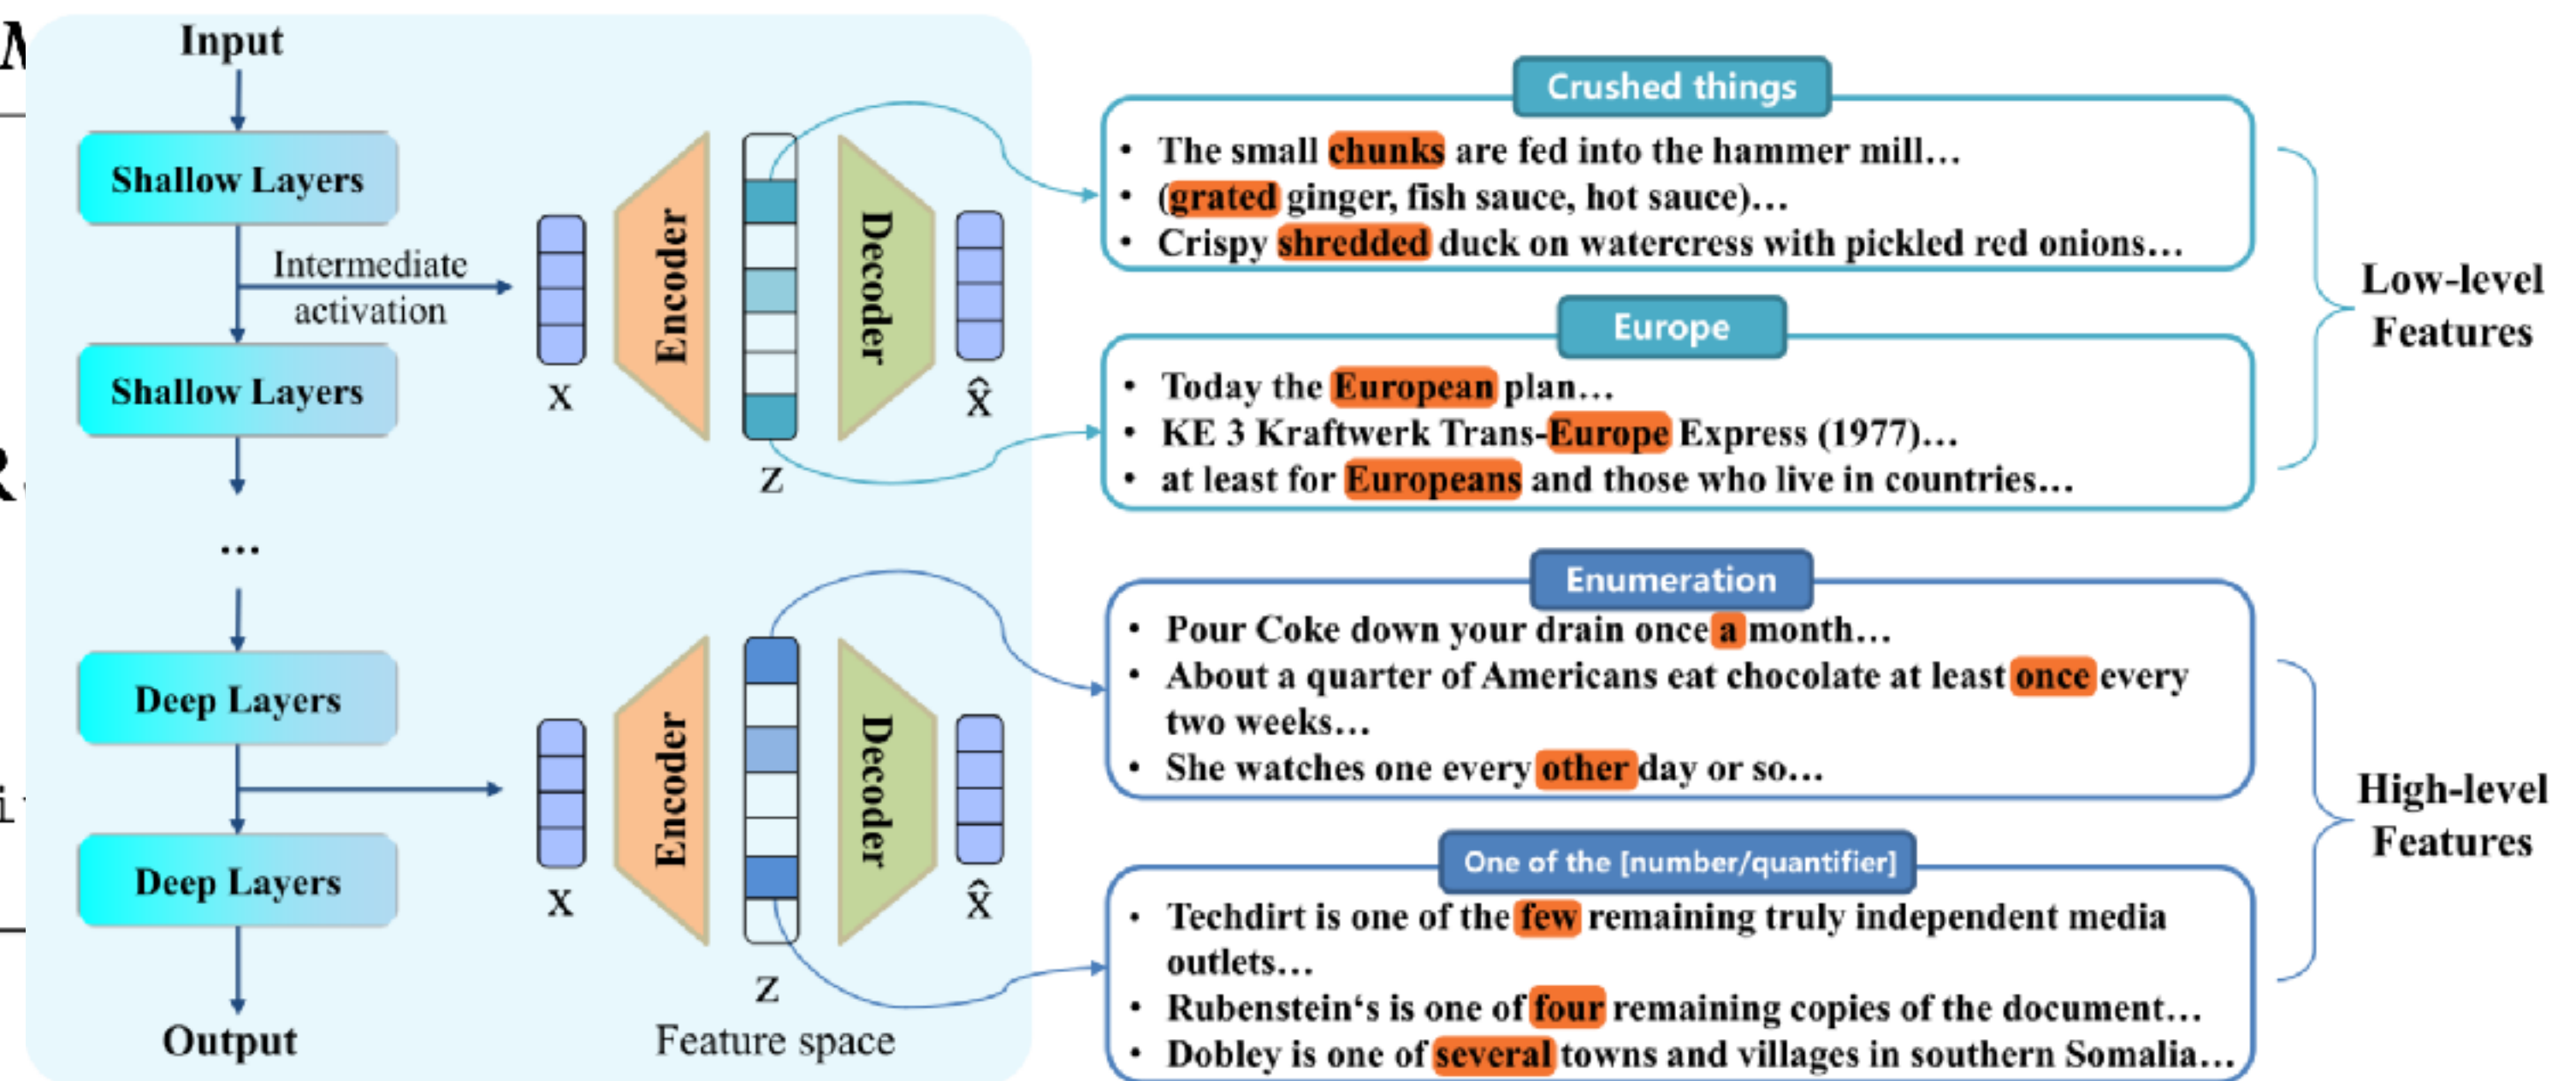 Input
Shallow Layers
Intermediate
activation
Shallow Layers
...
Deep Layers
Deep Layers
Output
X
Encoder
Z
Decoder
X̂
X
Encoder
Z
Decoder
X̂
Feature space
Crushed things
• The small chunks are fed into the hammer mill…
• (grated ginger, fish sauce, hot sauce)…
• Crispy shredded duck on watercress with pickled red onions…
Europe
• Today the European plan…
• KE 3 Kraftwerk Trans-Europe Express (1977)…
• at least for Europeans and those who live in countries…
Low-level
Features
Enumeration
• Pour Coke down your drain once a month…
• About a quarter of Americans eat chocolate at least once every
two weeks…
• She watches one every other day or so…
One of the [number/quantifier]
• Techdirt is one of the few remaining truly independent media
outlets…
• Rubenstein‘s is one of four remaining copies of the document…
• Dobley is one of several towns and villages in southern Somalia…
High-level
Features